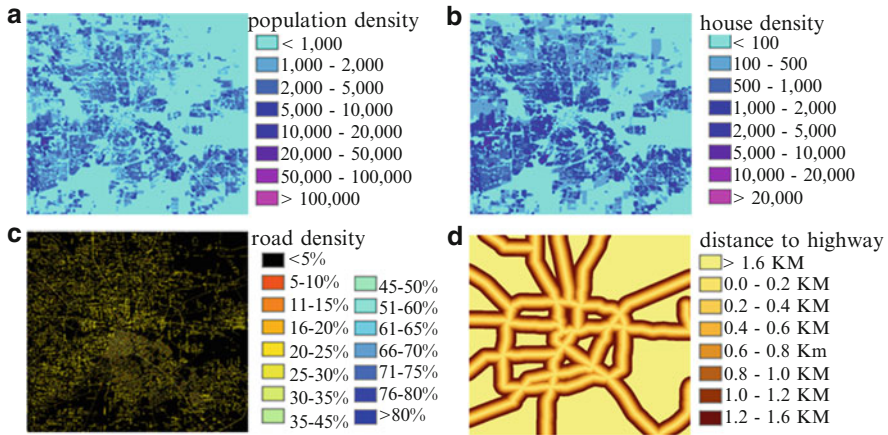 a
population density
< 1,000
1,000 - 2,000
2,000 - 5,000
5,000 - 10,000
10,000 - 20,000
20,000 - 50,000
50,000 - 100,000
> 100,000
b
house density
< 100
100 - 500
500 - 1,000
1,000 - 2,000
2,000 - 5,000
5,000 - 10,000
10,000 - 20,000
> 20,000
c
road density
<5%
5-10%
11-15%
16-20%
20-25%
25-30%
30-35%
35-45%
45-50%
51-60%
61-65%
66-70%
71-75%
76-80%
>80%
d
distance to highway
> 1.6 KM
0.0 - 0.2 KM
0.2 - 0.4 KM
0.4 - 0.6 KM
0.6 - 0.8 Km
0.8 - 1.0 KM
1.0 - 1.2 KM
1.2 - 1.6 KM